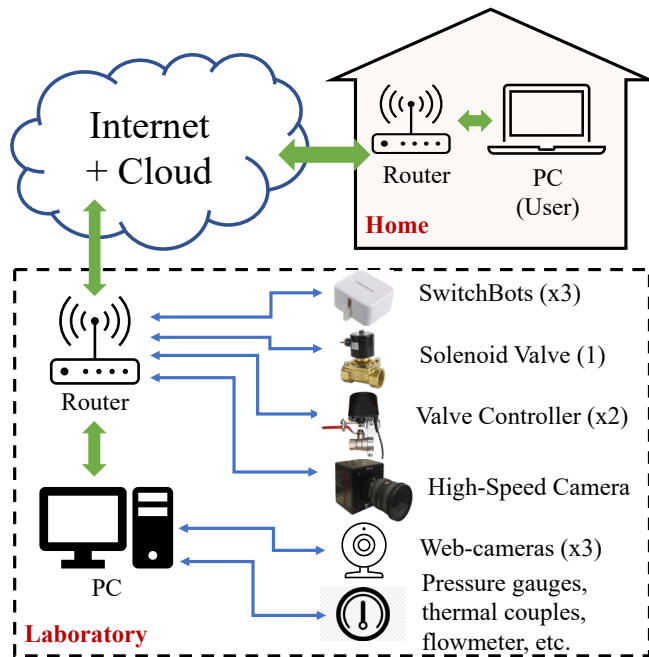 Internet
+ Cloud
Router
PC
(User)
Home
Router
SwitchBots (x3)
Solenoid Valve (1)
Valve Controller (x2)
High-Speed Camera
PC
Web-cameras (x3)
Pressure gauges,
thermal couples,
flowmeter, etc.
Laboratory